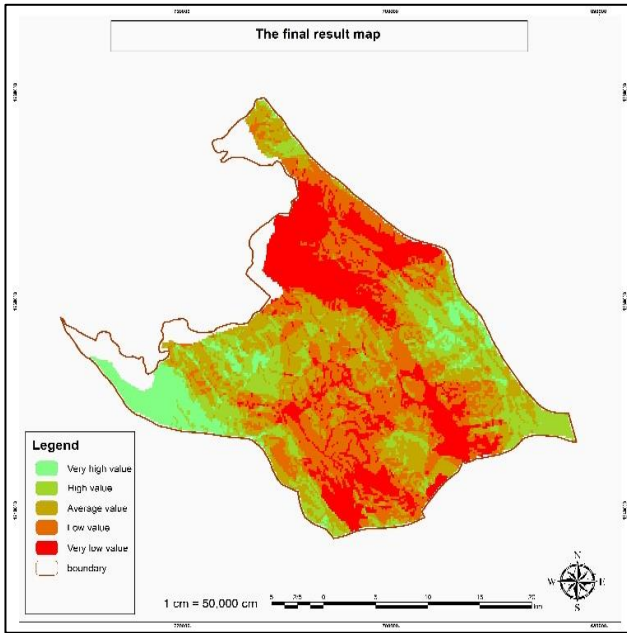 The final result map
Legend
Very high value
High value
Average value
Low value
Very low value
boundary
N
W
E
S
1 cm = 50,000 cm
5
2.5
0
5
10
15
20
km